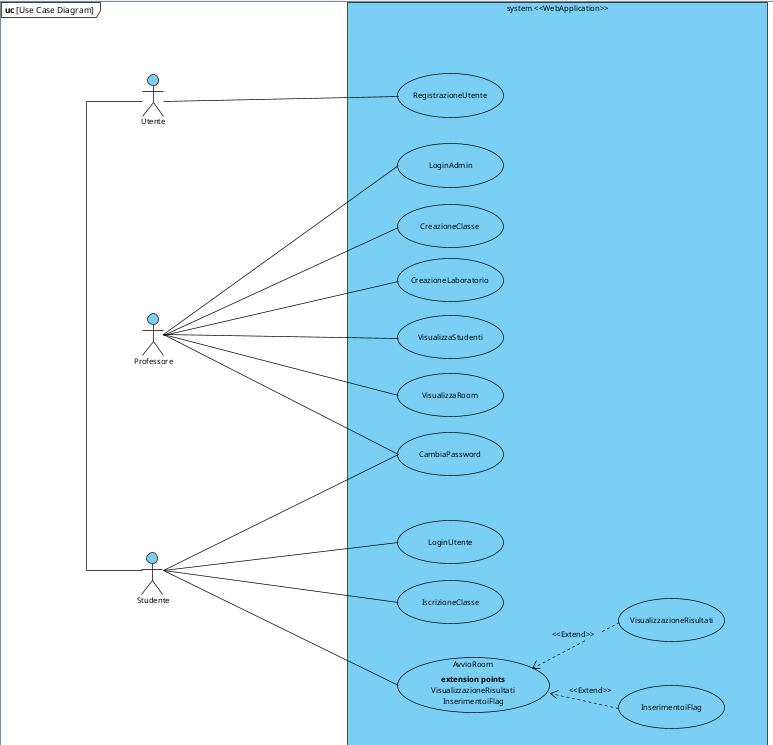 uc [Use Case Diagram]
system <<WebApplication>>
Utente
RegistrazioneUtente
LoginAdmin
CreazioneClasse
CreazioneLaboratorio
Professore
VisualizzaStudenti
VisualizzaRoom
CambiaPassword
LoginUtente
Studente
IscrizioneClasse
VisualizzazioneRisultati
<<Extend>>
AvvioRoom
extension points
VisualizzazioneRisultati
InserimentoiFlag
<<Extend>>
InserimentoiFlag